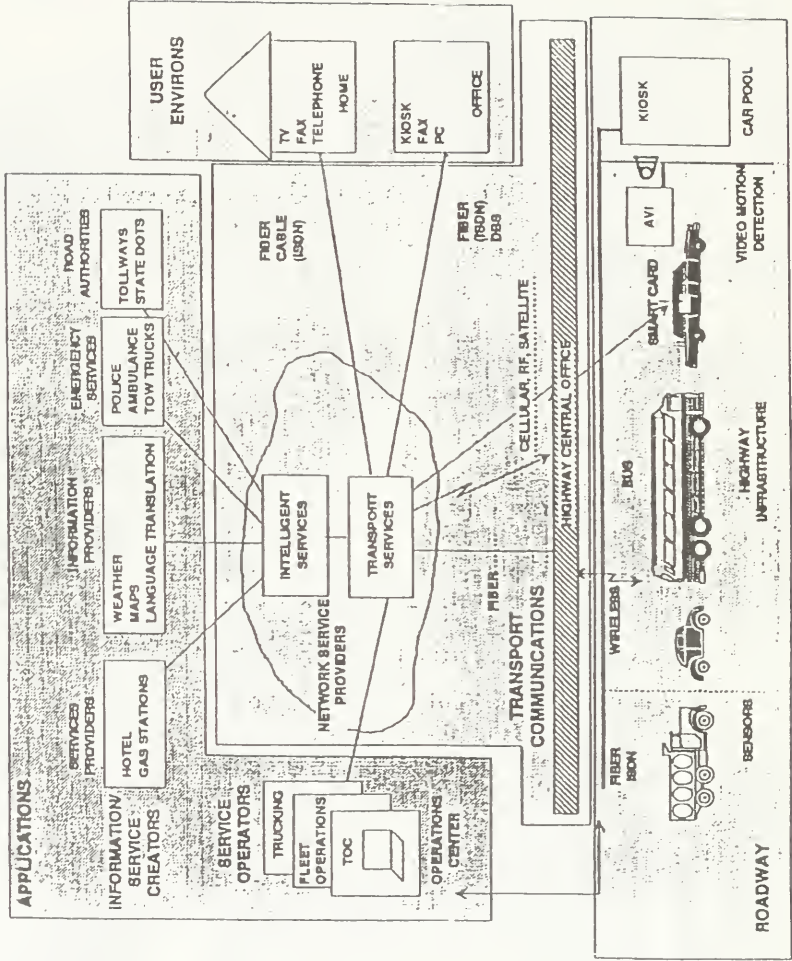 APPLICATIONS
INFORMATION/
SERVICE
CREATORS
SERVICES
PROVIDERS
HOTEL
GAS STATIONS
INFORMATION
PROVIDERS
WEATHER
MAPS
LANGUAGE TRANSLATION
EMERGENCY
SERVICES
POLICE
AMBULANCE
TOW TRUCKS
ROAD
AUTHORITIES
TOLLWAYS
STATE DOTS
USER
ENVIRONS
TV
FAX
TELEPHONE
HOME
KIOSK
FAX
PC
OFFICE
SERVICE
OPERATORS
TRUCKING
FLEET
OPERATIONS
TOC
OPERATIONS
CENTER
NETWORK SERVICE
PROVIDERS
INTELLIGENT
SERVICES
TRANSPORT
SERVICES
FIBER
CABLE
(ISDN)
FIBER
(ISDN)
DBS
FIBER
CELLULAR, RF, SATELLITE
TRANSPORT
COMMUNICATIONS
HIGHWAY CENTRAL OFFICE
ROADWAY
FIBER
ISDN
SENSORS
WIRELESS
BUS
HIGHWAY
INFRASTRUCTURE
SMART CARD
AVI
VIDEO MOTION
DETECTION
KIOSK
CAR POOL